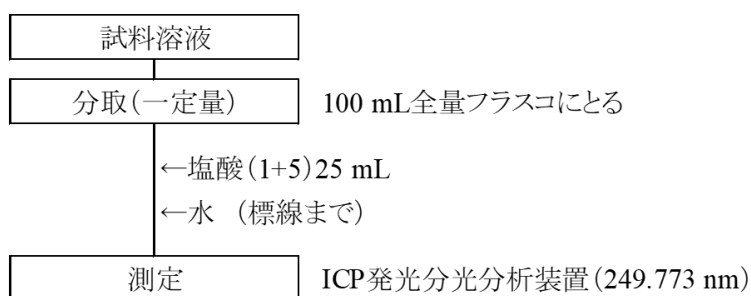 試料溶液
分取(一定量) 100 mL全量フラスコにとる
←塩酸(1+5)25 mL
←水 (標線まで)
測定 ICP発光分光分析装置(249.773 nm)